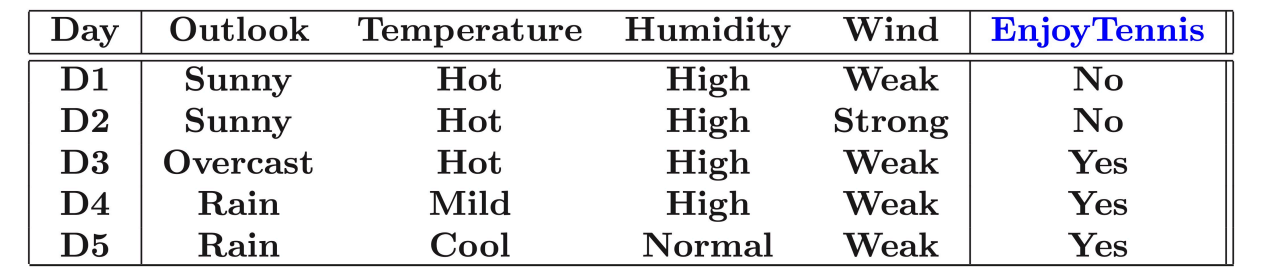 Day Outlook Temperature Humidity Wind EnjoyTennis
D1 Sunny Hot High Weak No
D2 Sunny Hot High Strong No
D3 Overcast Hot High Weak Yes
D4 Rain Mild High Weak Yes
D5 Rain Cool Normal Weak Yes